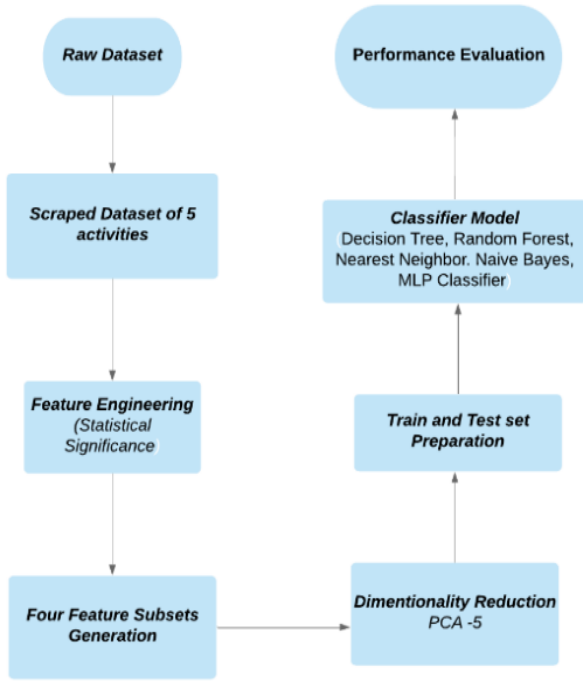 Raw Dataset
Scraped Dataset of 5
activities
Feature Engineering
(Statistical
Significance)
Four Feature Subsets
Generation
Dimentionality Reduction
PCA -5
Train and Test set
Preparation
Classifier Model
(Decision Tree, Random Forest,
Nearest Neighbor. Naive Bayes,
MLP Classifier)
Performance Evaluation